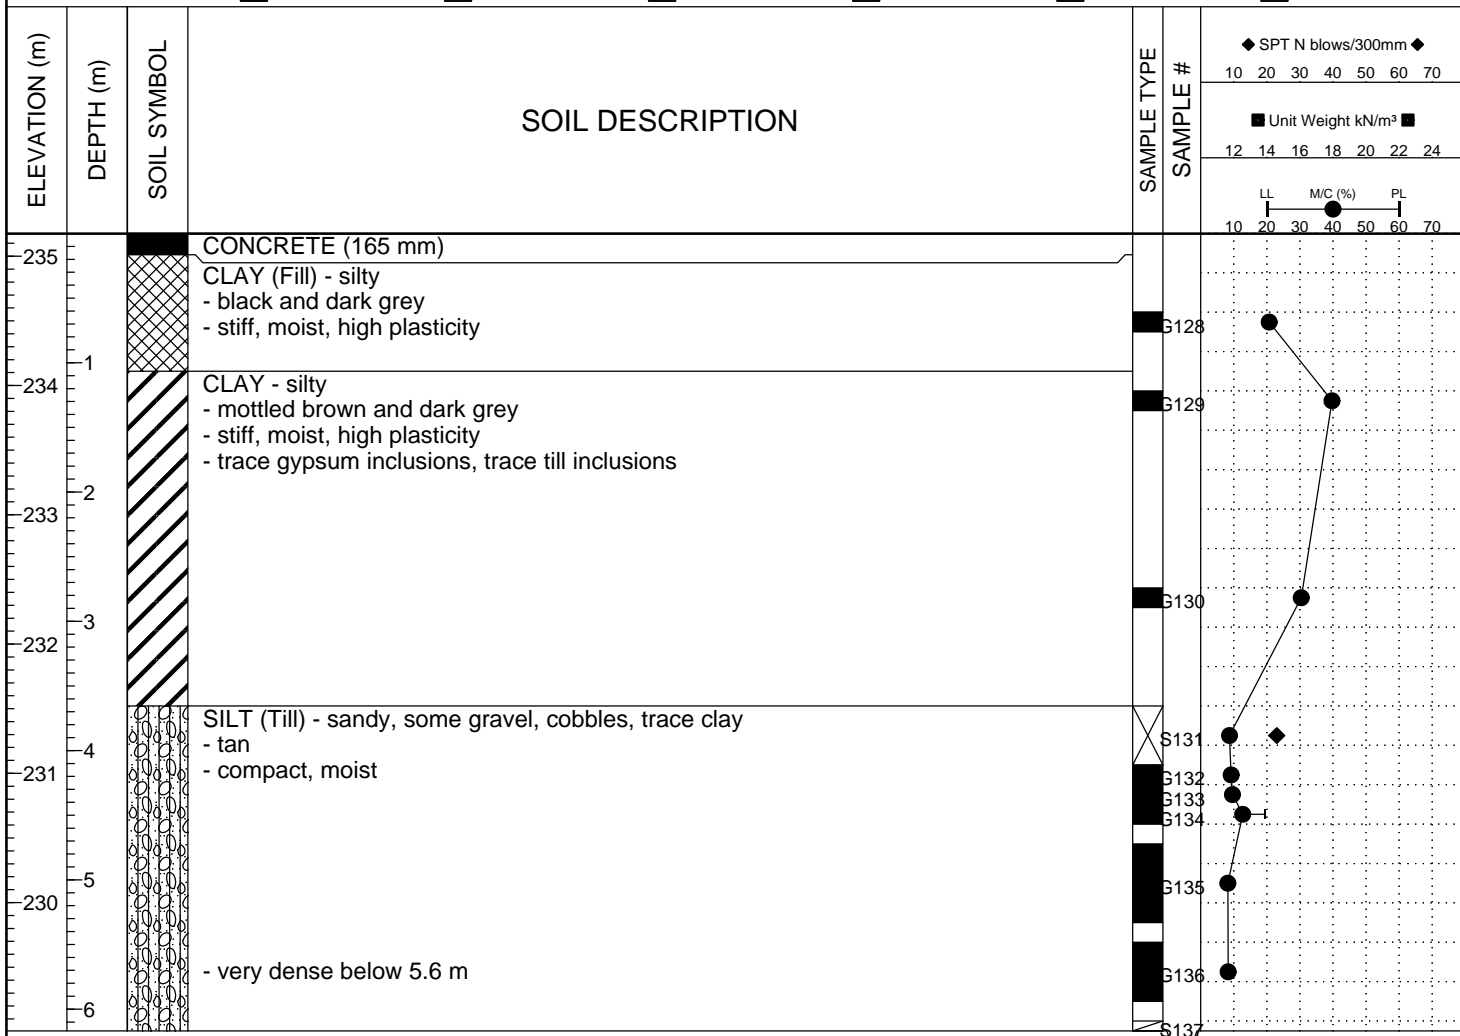 ELEVATION (m)
DEPTH (m)
SOIL SYMBOL
SOIL DESCRIPTION
SAMPLE TYPE
SAMPLE #
◆ SPT N blows/300mm ◆
10 20 30 40 50 60 70
■ Unit Weight kN/m³ ■
12 14 16 18 20 22 24
LL M/C (%) PL
10 20 30 40 50 60 70
CONCRETE (165 mm)
235
CLAY (Fill) - silty
- black and dark grey
- stiff, moist, high plasticity
G128
1
234
CLAY - silty
- mottled brown and dark grey
G129
- stiff, moist, high plasticity
- trace gypsum inclusions, trace till inclusions
2
233
G130
3
232
SILT (Till) - sandy, some gravel, cobbles, trace clay
S131
- tan
4
- compact, moist
231
G132
G133
G134
5
G135
230
- very dense below 5.6 m
G136
6
S137